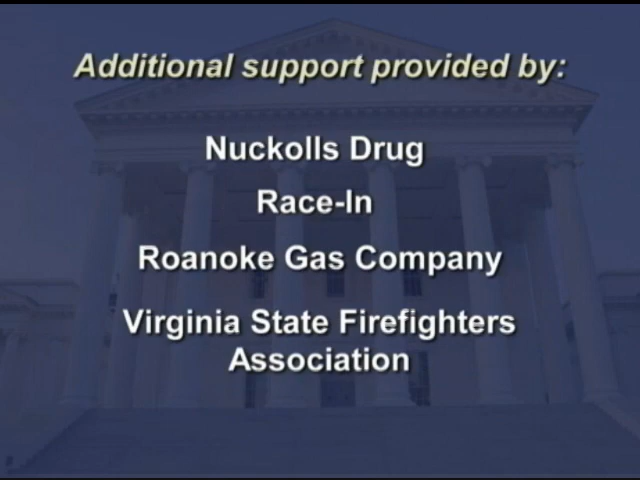 Additional support provided by:
Nuckolls Drug
Race-In
Roanoke Gas Company
Virginia State Firefighters
Association